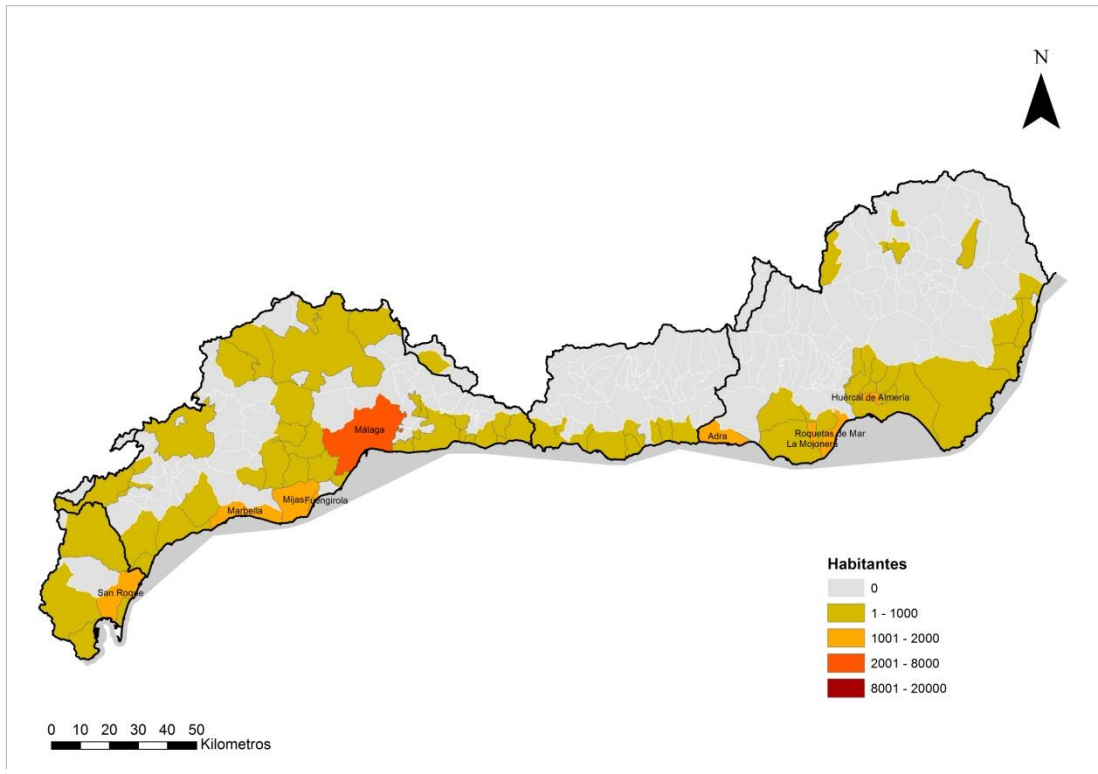 N
Huércal de Almería
Málaga
Adra
Roquetas de Mar
La Mojonera
Mijas
Fuengirola
Marbella
San Roque
Habitantes
0
1 - 1000
1001 - 2000
2001 - 8000
8001 - 20000
0 10 20 30 40 50
Kilometros